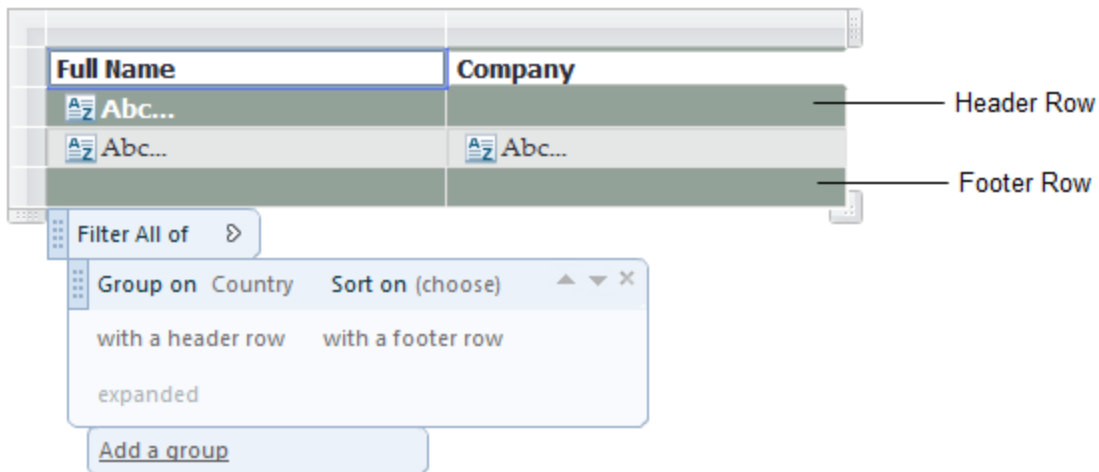 Full Name Company
Abc... Header Row
Abc... Abc...
Footer Row
Filter All of
Group on Country Sort on (choose)
with a header row with a footer row
expanded
Add a group